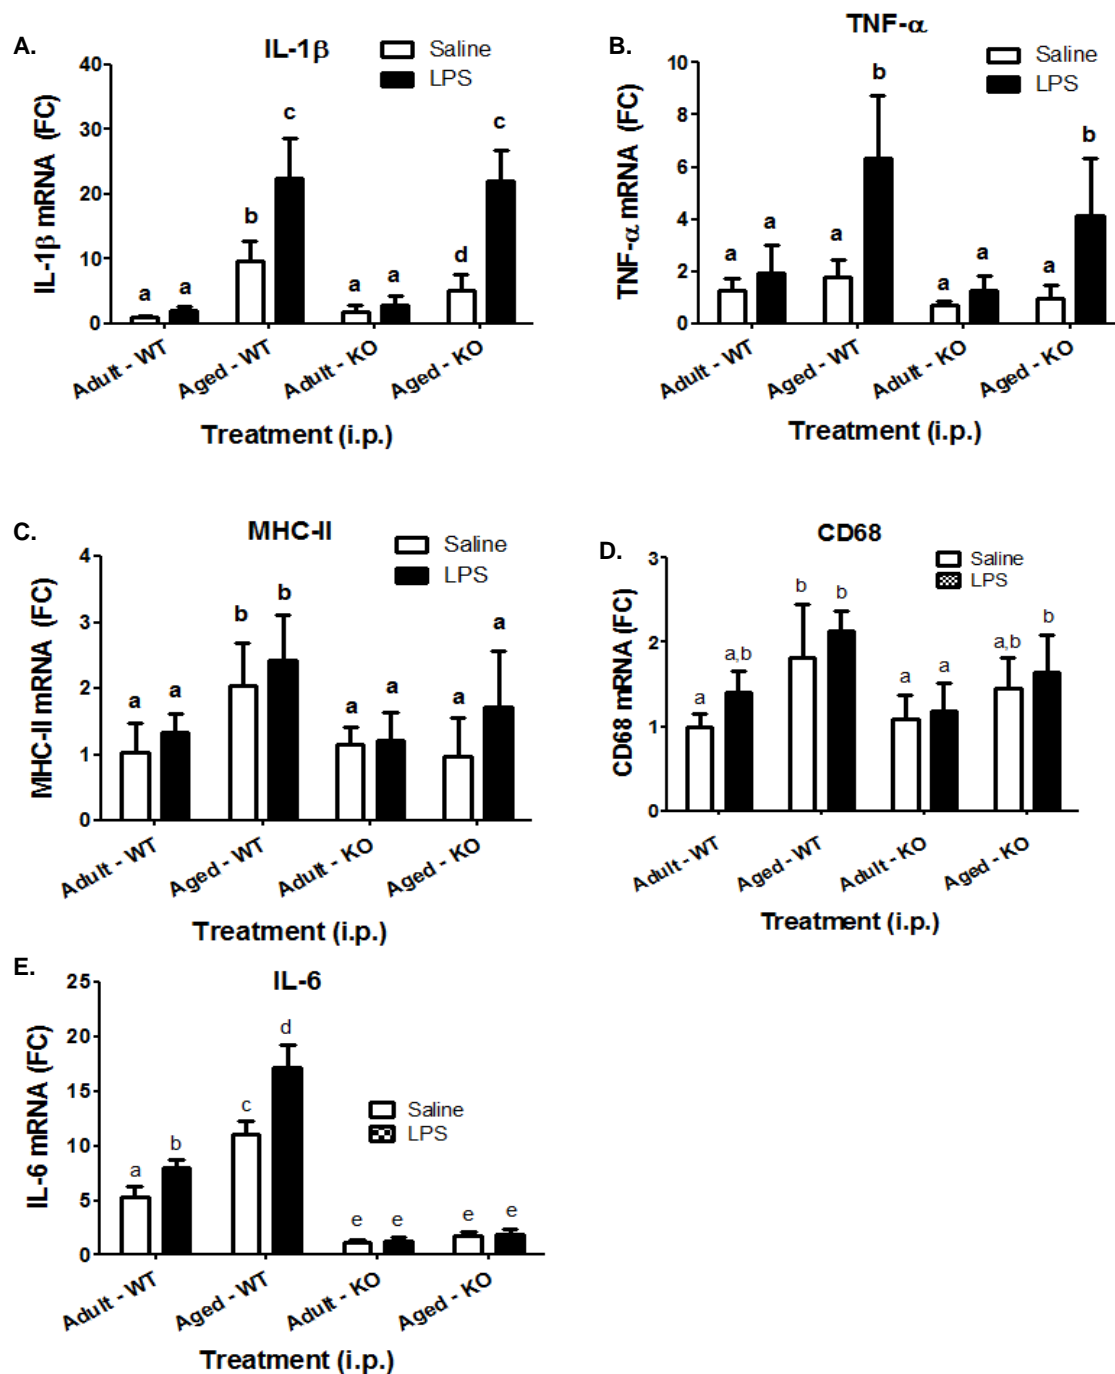 A.
IL-1β
Saline
LPS
IL-1β mRNA (FC)
40
30
20
10
0
a
a
b
c
a
a
d
c
Adult - WT
Aged - WT
Adult - KO
Aged - KO
Treatment (i.p.)
B.
TNF-α
Saline
LPS
TNF-α mRNA (FC)
10
8
6
4
2
0
a
a
a
b
a
a
a
b
Adult - WT
Aged - WT
Adult - KO
Aged - KO
Treatment (i.p.)
C.
MHC-II
Saline
LPS
MHC-II mRNA (FC)
4
3
2
1
0
a
a
b
b
a
a
a
a
Adult - WT
Aged - WT
Adult - KO
Aged - KO
Treatment (i.p.)
D.
CD68
Saline
LPS
CD68 mRNA (FC)
3
2
1
0
a
a,b
b
b
a
a
a,b
b
Adult - WT
Aged - WT
Adult - KO
Aged - KO
Treatment (i.p.)
E.
IL-6
Saline
LPS
IL-6 mRNA (FC)
25
20
15
10
5
0
a
b
c
d
e
e
e
e
Adult - WT
Aged - WT
Adult - KO
Aged - KO
Treatment (i.p.)